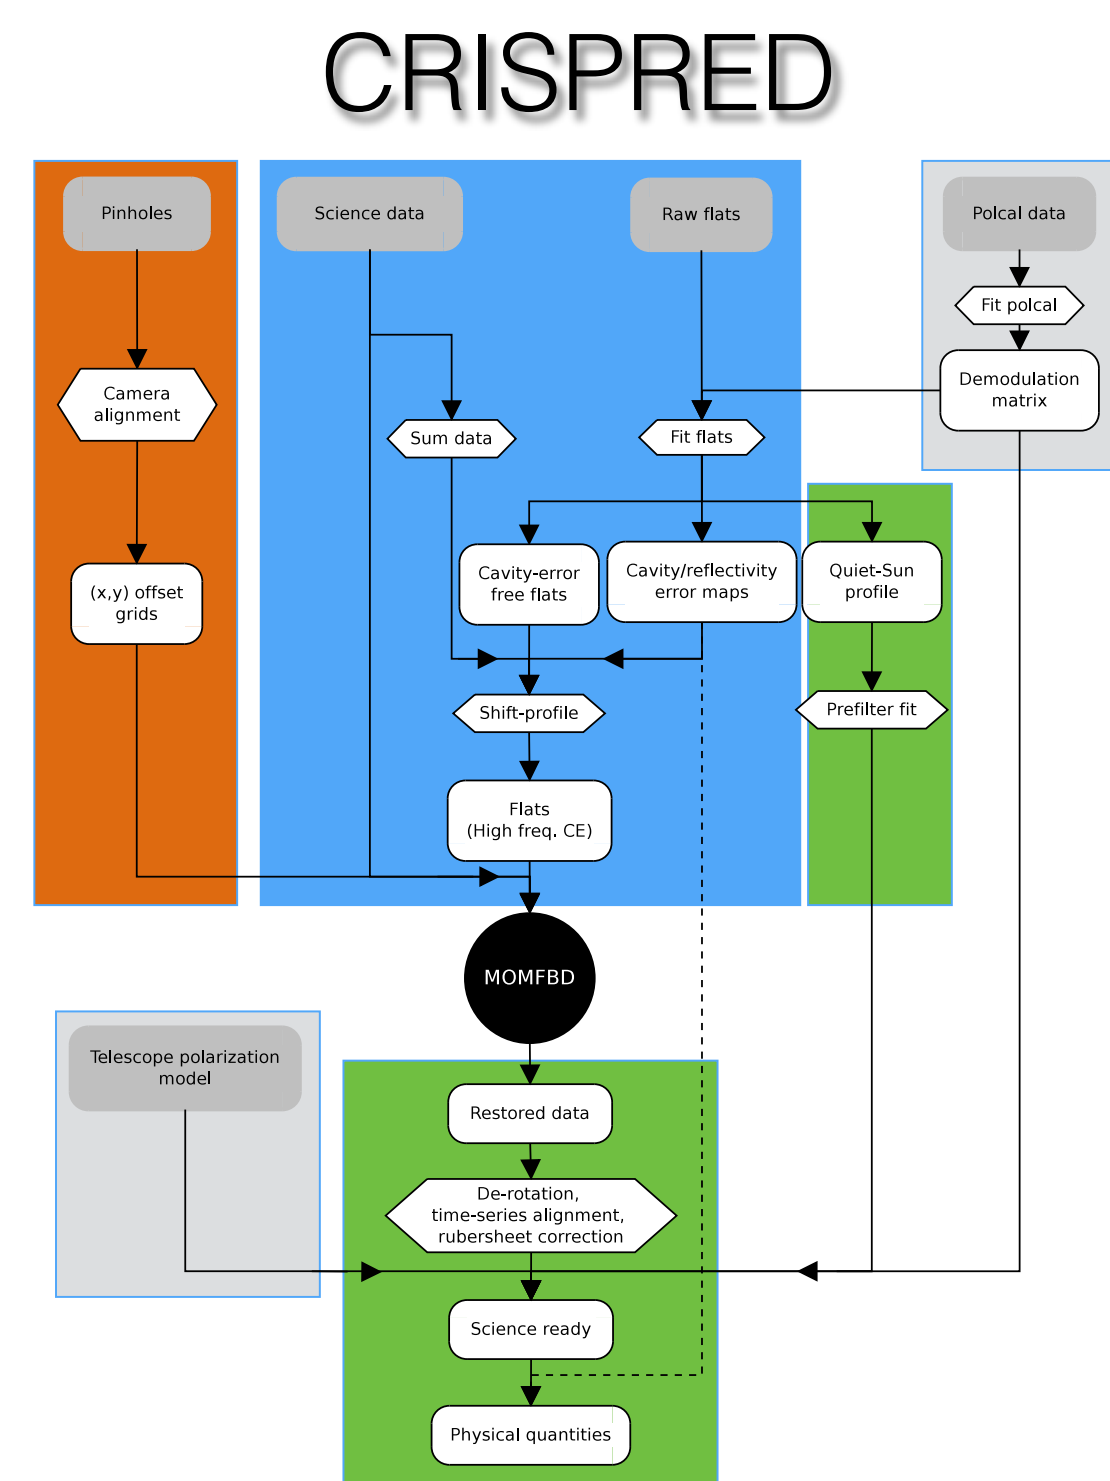 CRISPRED
Pinholes
Science data
Raw flats
Polcal data
Fit polcal
Camera
alignment
Demodulation
matrix
Sum data
Fit flats
(x,y) offset
grids
Cavity-error
free flats
Cavity/reflectivity
error maps
Quiet-Sun
profile
Shift-profile
Prefilter fit
Flats
(High freq. CE)
MOMFBD
Telescope polarization
model
Restored data
De-rotation,
time-series alignment,
rubersheet correction
Science ready
Physical quantities